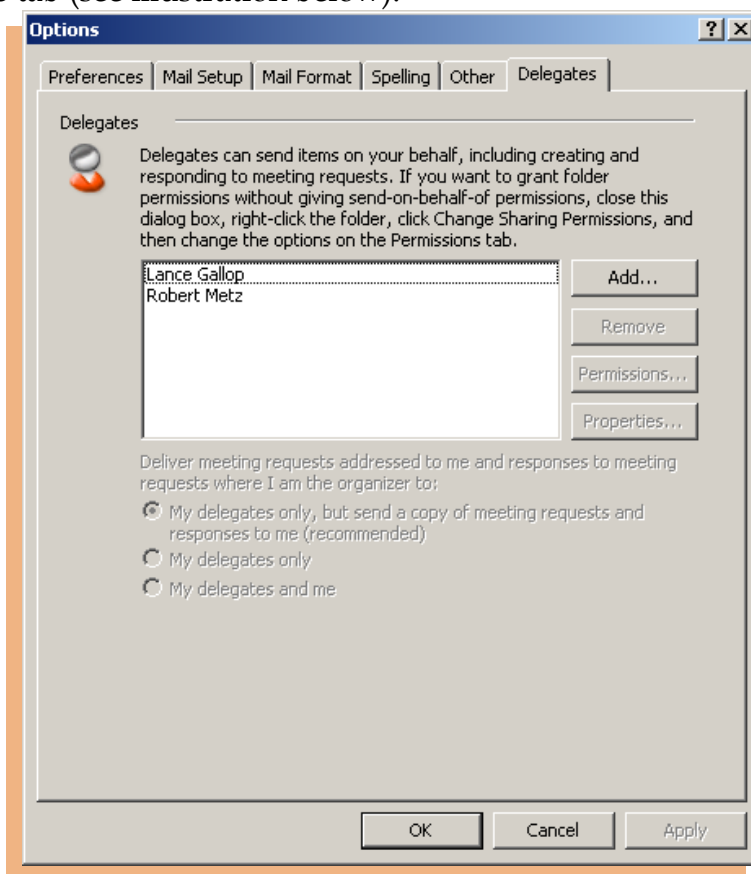 Options
Preferences Mail Setup Mail Format Spelling Other Delegates
Delegates
Delegates can send items on your behalf, including creating and
responding to meeting requests. If you want to grant folder
permissions without giving send-on-behalf-of permissions, close this
dialog box, right-click the folder, click Change Sharing Permissions, and
then change the options on the Permissions tab.
Lance Gallop
Robert Metz
Add...
Remove
Permissions...
Properties...
Deliver meeting requests addressed to me and responses to meeting
requests where I am the organizer to:
My delegates only, but send a copy of meeting requests and
responses to me (recommended)
My delegates only
My delegates and me
OK Cancel Apply